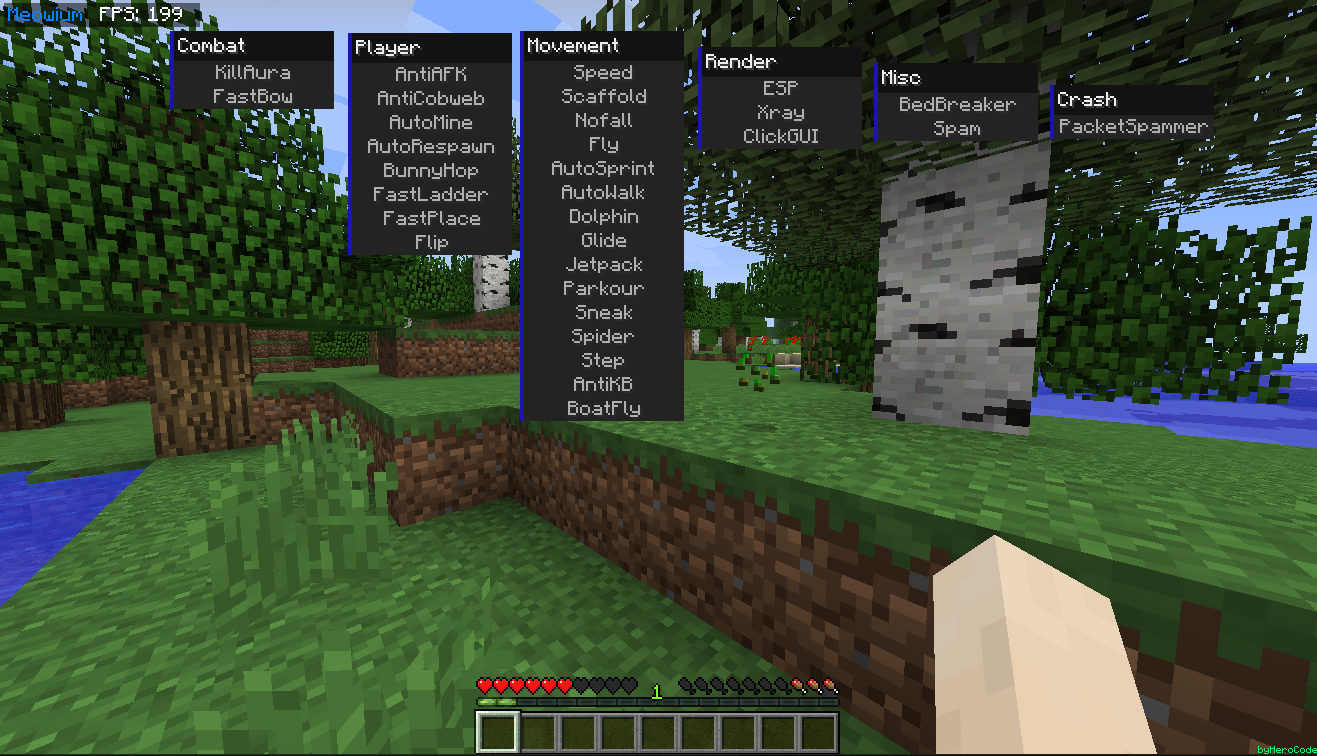 Meowium FPS: 199
Combat
KillAura
FastBow
Player
AntiAFK
AntiCobweb
AutoMine
AutoRespawn
BunnyHop
FastLadder
FastPlace
Flip
Movement
Speed
Scaffold
Nofall
Fly
AutoSprint
AutoWalk
Dolphin
Glide
Jetpack
Parkour
Sneak
Spider
Step
AntiKB
BoatFly
Render
ESP
Xray
ClickGUI
Misc
BedBreaker
Spam
Crash
PacketSpammer
1
byHeroCode